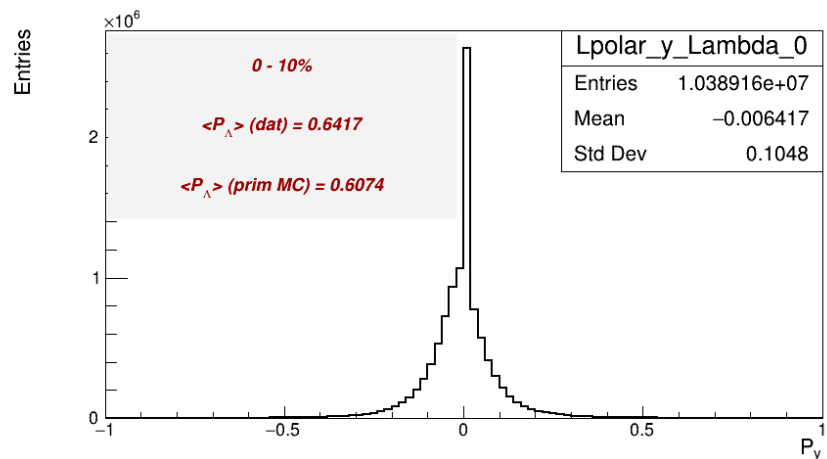 ×10⁶
Entries
0 - 10%
<P_Λ> (dat) = 0.6417
<P_Λ> (prim MC) = 0.6074
Lpolar_y_Lambda_0
Entries 1.038916e+07
Mean −0.006417
Std Dev 0.1048
2
1
0
−1 −0.5 0 0.5 1
P_y